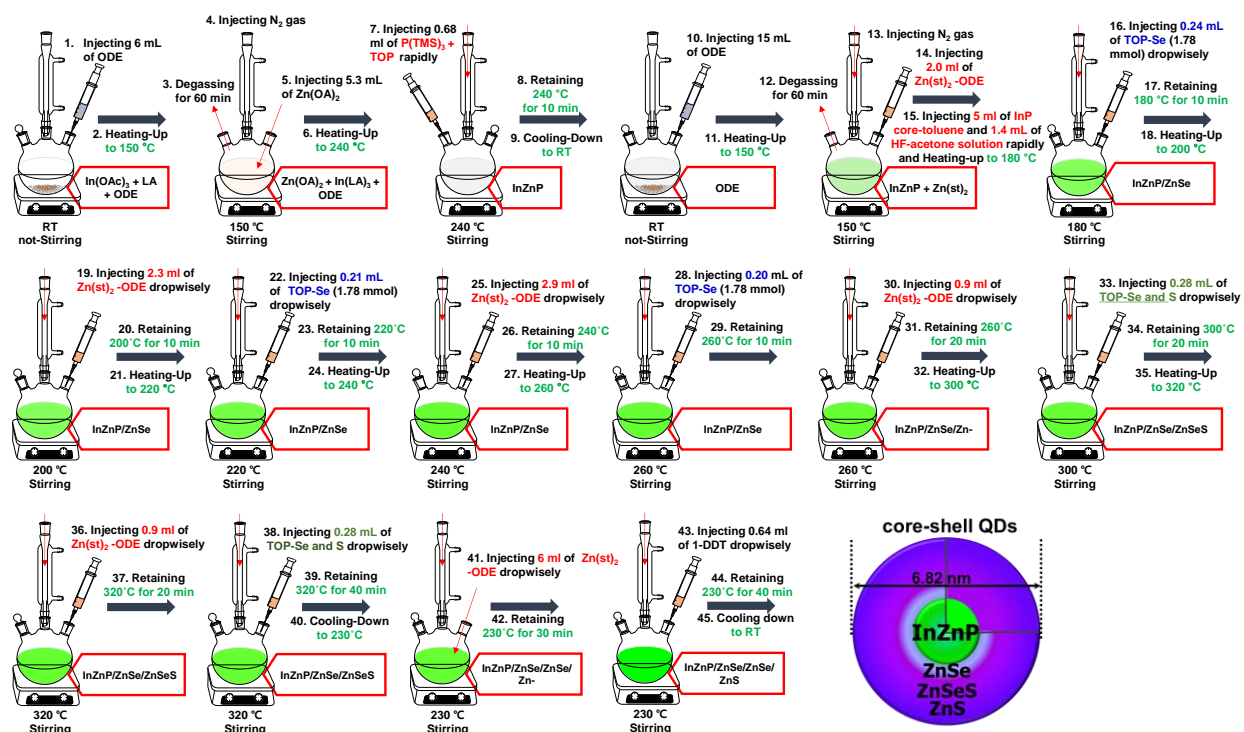 1. Injecting 6 mL
of ODE
2. Heating-Up
to 150 °C
In(OAc)3 + LA
+ ODE
RT
not-Stirring
4. Injecting N2 gas
3. Degassing
for 60 min
5. Injecting 5.3 mL
of Zn(OA)2
6. Heating-Up
to 240 °C
Zn(OA)2 + In(LA)3 +
ODE
150 ℃
Stirring
7. Injecting 0.68
ml of P(TMS)3 +
TOP rapidly
8. Retaining
240 °C
for 10 min
9. Cooling-Down
to RT
InZnP
240 ℃
Stirring
10. Injecting 15 mL
of ODE
11. Heating-Up
to 150 °C
ODE
RT
not-Stirring
12. Degassing
for 60 min
13. Injecting N2 gas
14. Injecting
2.0 ml of
Zn(st)2 -ODE
15. Injecting 5 ml of InP
core-toluene and 1.4 mL of
HF-acetone solution rapidly
and Heating-up to 180 °C
InZnP + Zn(st)2
150 ℃
Stirring
16. Injecting 0.24 mL
of TOP-Se (1.78
mmol) dropwisely
17. Retaining
180 °C for 10 min
18. Heating-Up
to 200 °C
InZnP/ZnSe
180 ℃
Stirring
19. Injecting 2.3 ml of
Zn(st)2 -ODE dropwisely
20. Retaining
200˚C for 10 min
21. Heating-Up
to 220 °C
InZnP/ZnSe
200 ℃
Stirring
22. Injecting 0.21 mL
of TOP-Se (1.78 mmol)
dropwisely
23. Retaining 220˚C
for 10 min
24. Heating-Up
to 240 °C
InZnP/ZnSe
220 ℃
Stirring
25. Injecting 2.9 ml of
Zn(st)2 -ODE dropwisely
26. Retaining 240˚C
for 10 min
27. Heating-Up
to 260 °C
InZnP/ZnSe
240 ℃
Stirring
28. Injecting 0.20 mL of
TOP-Se (1.78 mmol)
dropwisely
29. Retaining
260˚C for 10 min
InZnP/ZnSe
260 ℃
Stirring
30. Injecting 0.9 ml of
Zn(st)2 -ODE dropwisely
31. Retaining 260˚C
for 20 min
32. Heating-Up
to 300 °C
InZnP/ZnSe/Zn-
260 ℃
Stirring
33. Injecting 0.28 mL of
TOP-Se and S dropwisely
34. Retaining 300˚C
for 20 min
35. Heating-Up
to 320 °C
InZnP/ZnSe/ZnSeS
300 ℃
Stirring
36. Injecting 0.9 ml of
Zn(st)2 -ODE dropwisely
37. Retaining
320˚C for 20 min
InZnP/ZnSe/ZnSeS
320 ℃
Stirring
38. Injecting 0.28 mL of
TOP-Se and S dropwisely
39. Retaining
320˚C for 40 min
40. Cooling-Down
to 230˚C
InZnP/ZnSe/ZnSeS
320 ℃
Stirring
41. Injecting 6 ml of Zn(st)2
-ODE dropwisely
42. Retaining
230˚C for 30 min
InZnP/ZnSe/ZnSe/
Zn-
230 ℃
Stirring
43. Injecting 0.64 ml
of 1-DDT dropwisely
44. Retaining
230˚C for 40 min
45. Cooling down
to RT
InZnP/ZnSe/ZnSe/
ZnS
230 ℃
Stirring
core-shell QDs
6.82 nm
InZnP
ZnSe
ZnSeS
ZnS